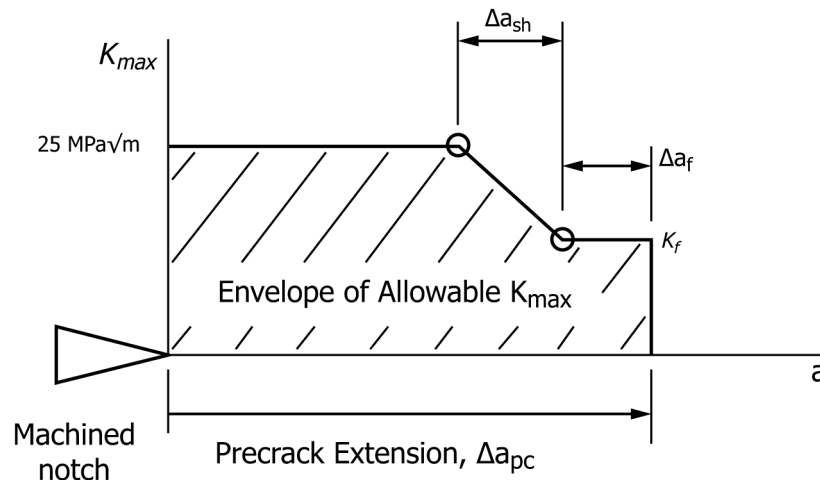 Δa_sh
K_max
25 MPa√m
Δa_f
K_f
Envelope of Allowable K_max
a
Machined
notch
Precrack Extension, Δa_pc